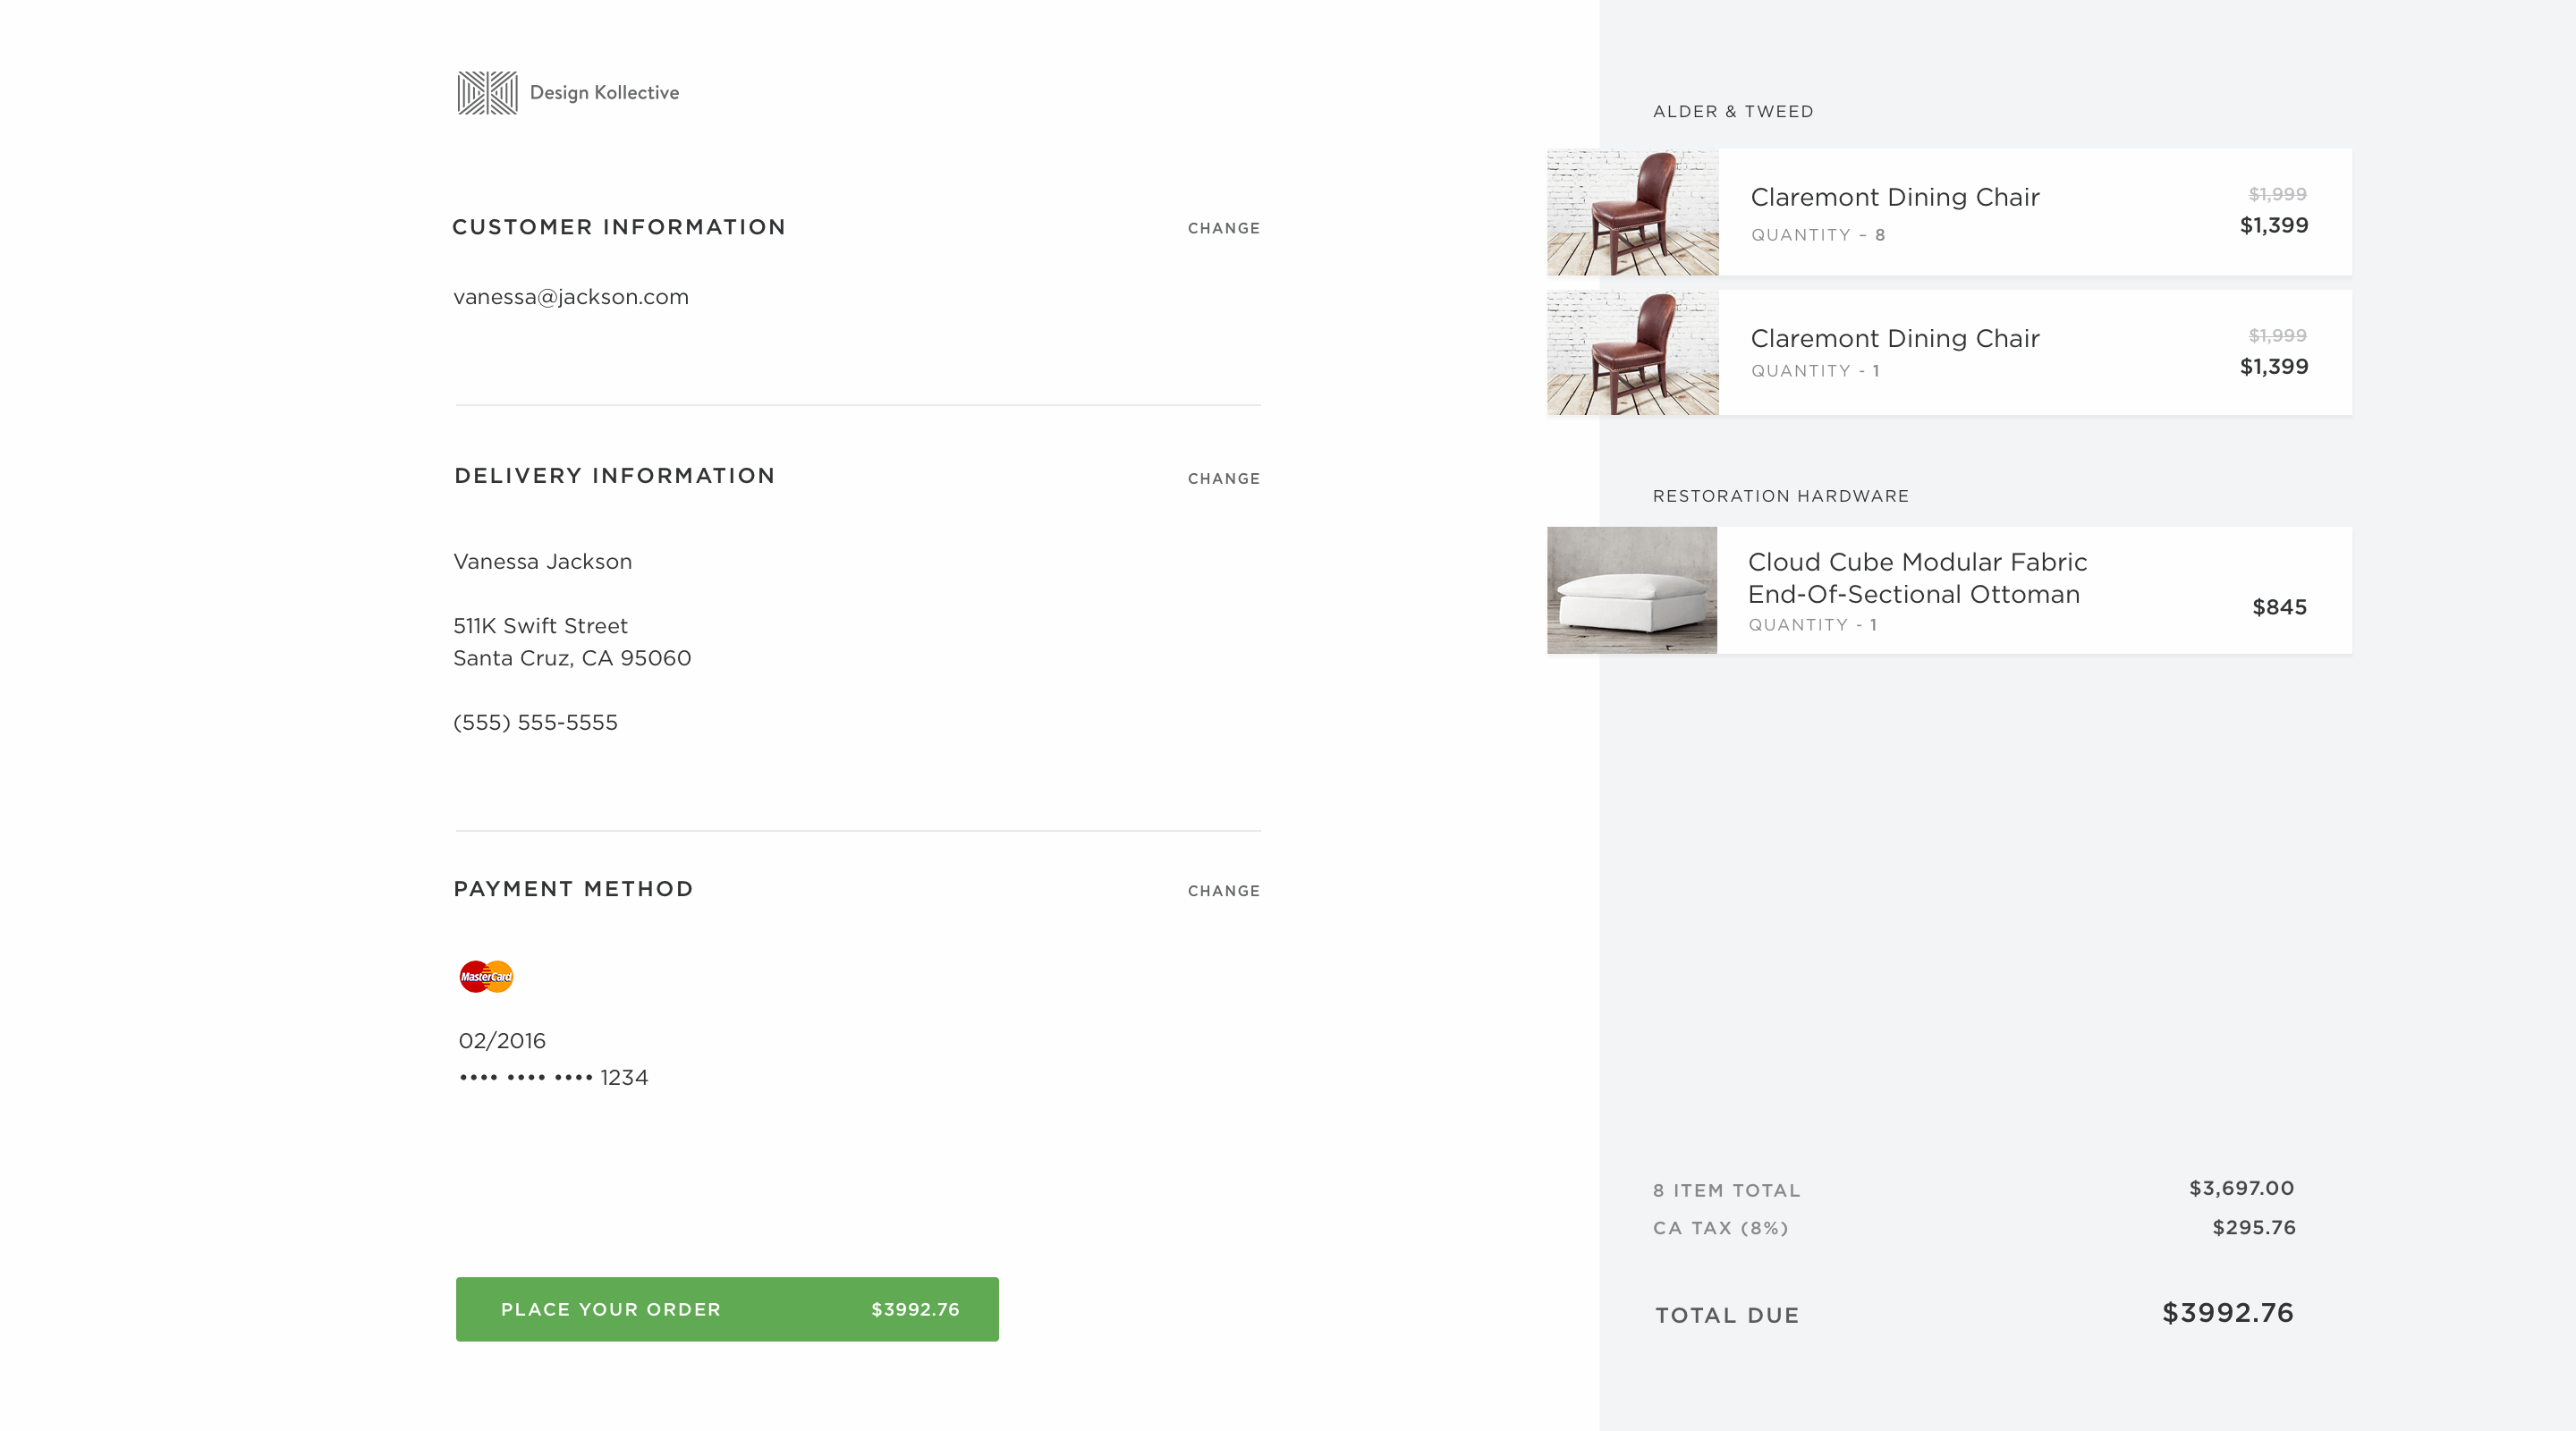 Design Kollective
CUSTOMER INFORMATION
CHANGE
vanessa@jackson.com
DELIVERY INFORMATION
CHANGE
Vanessa Jackson
511K Swift Street
Santa Cruz, CA 95060
(555) 555-5555
PAYMENT METHOD
CHANGE
MasterCard
02/2016
•••• •••• •••• 1234
PLACE YOUR ORDER $3992.76
ALDER & TWEED
Claremont Dining Chair
QUANTITY – 8
$1,999
$1,399
Claremont Dining Chair
QUANTITY - 1
$1,999
$1,399
RESTORATION HARDWARE
Cloud Cube Modular Fabric
End-Of-Sectional Ottoman
QUANTITY - 1
$845
8 ITEM TOTAL $3,697.00
CA TAX (8%) $295.76
TOTAL DUE $3992.76